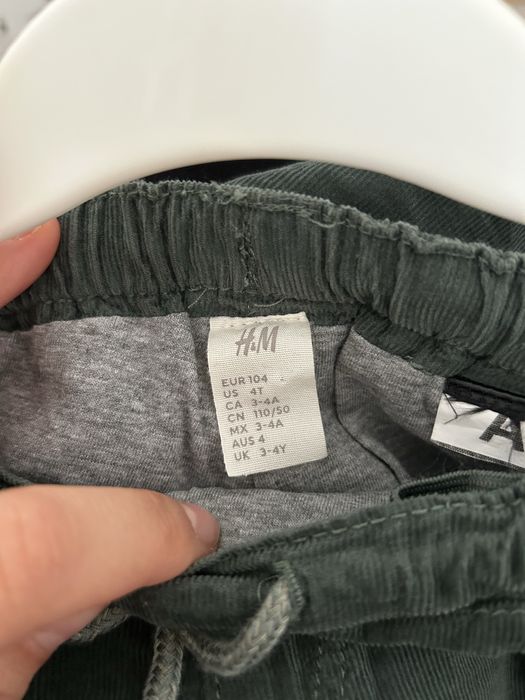 H&M
EUR 104
US 4T
CA 3-4A
CN 110/50
MX 3-4A
AUS 4
UK 3-4Y
A